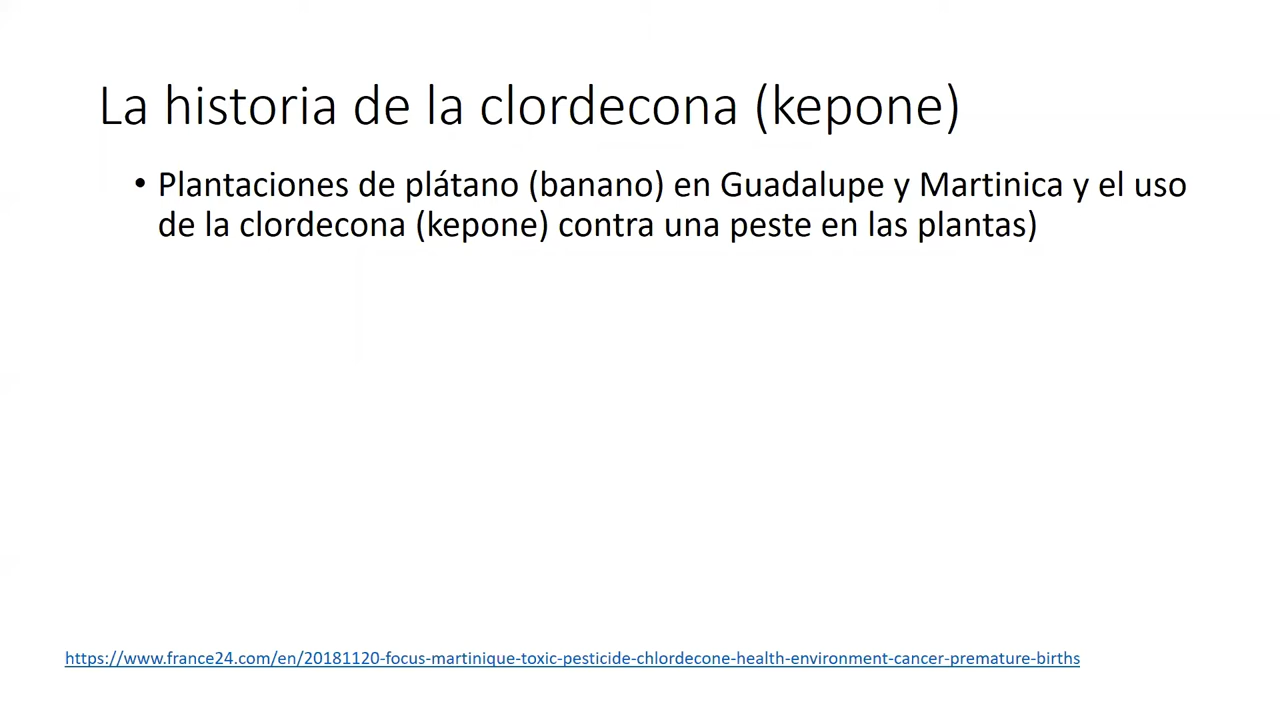 La historia de la clordecona (kepone)
• Plantaciones de plátano (banano) en Guadalupe y Martinica y el uso
de la clordecona (kepone) contra una peste en las plantas)
https://www.france24.com/en/20181120-focus-martinique-toxic-pesticide-chlordecone-health-environment-cancer-premature-births